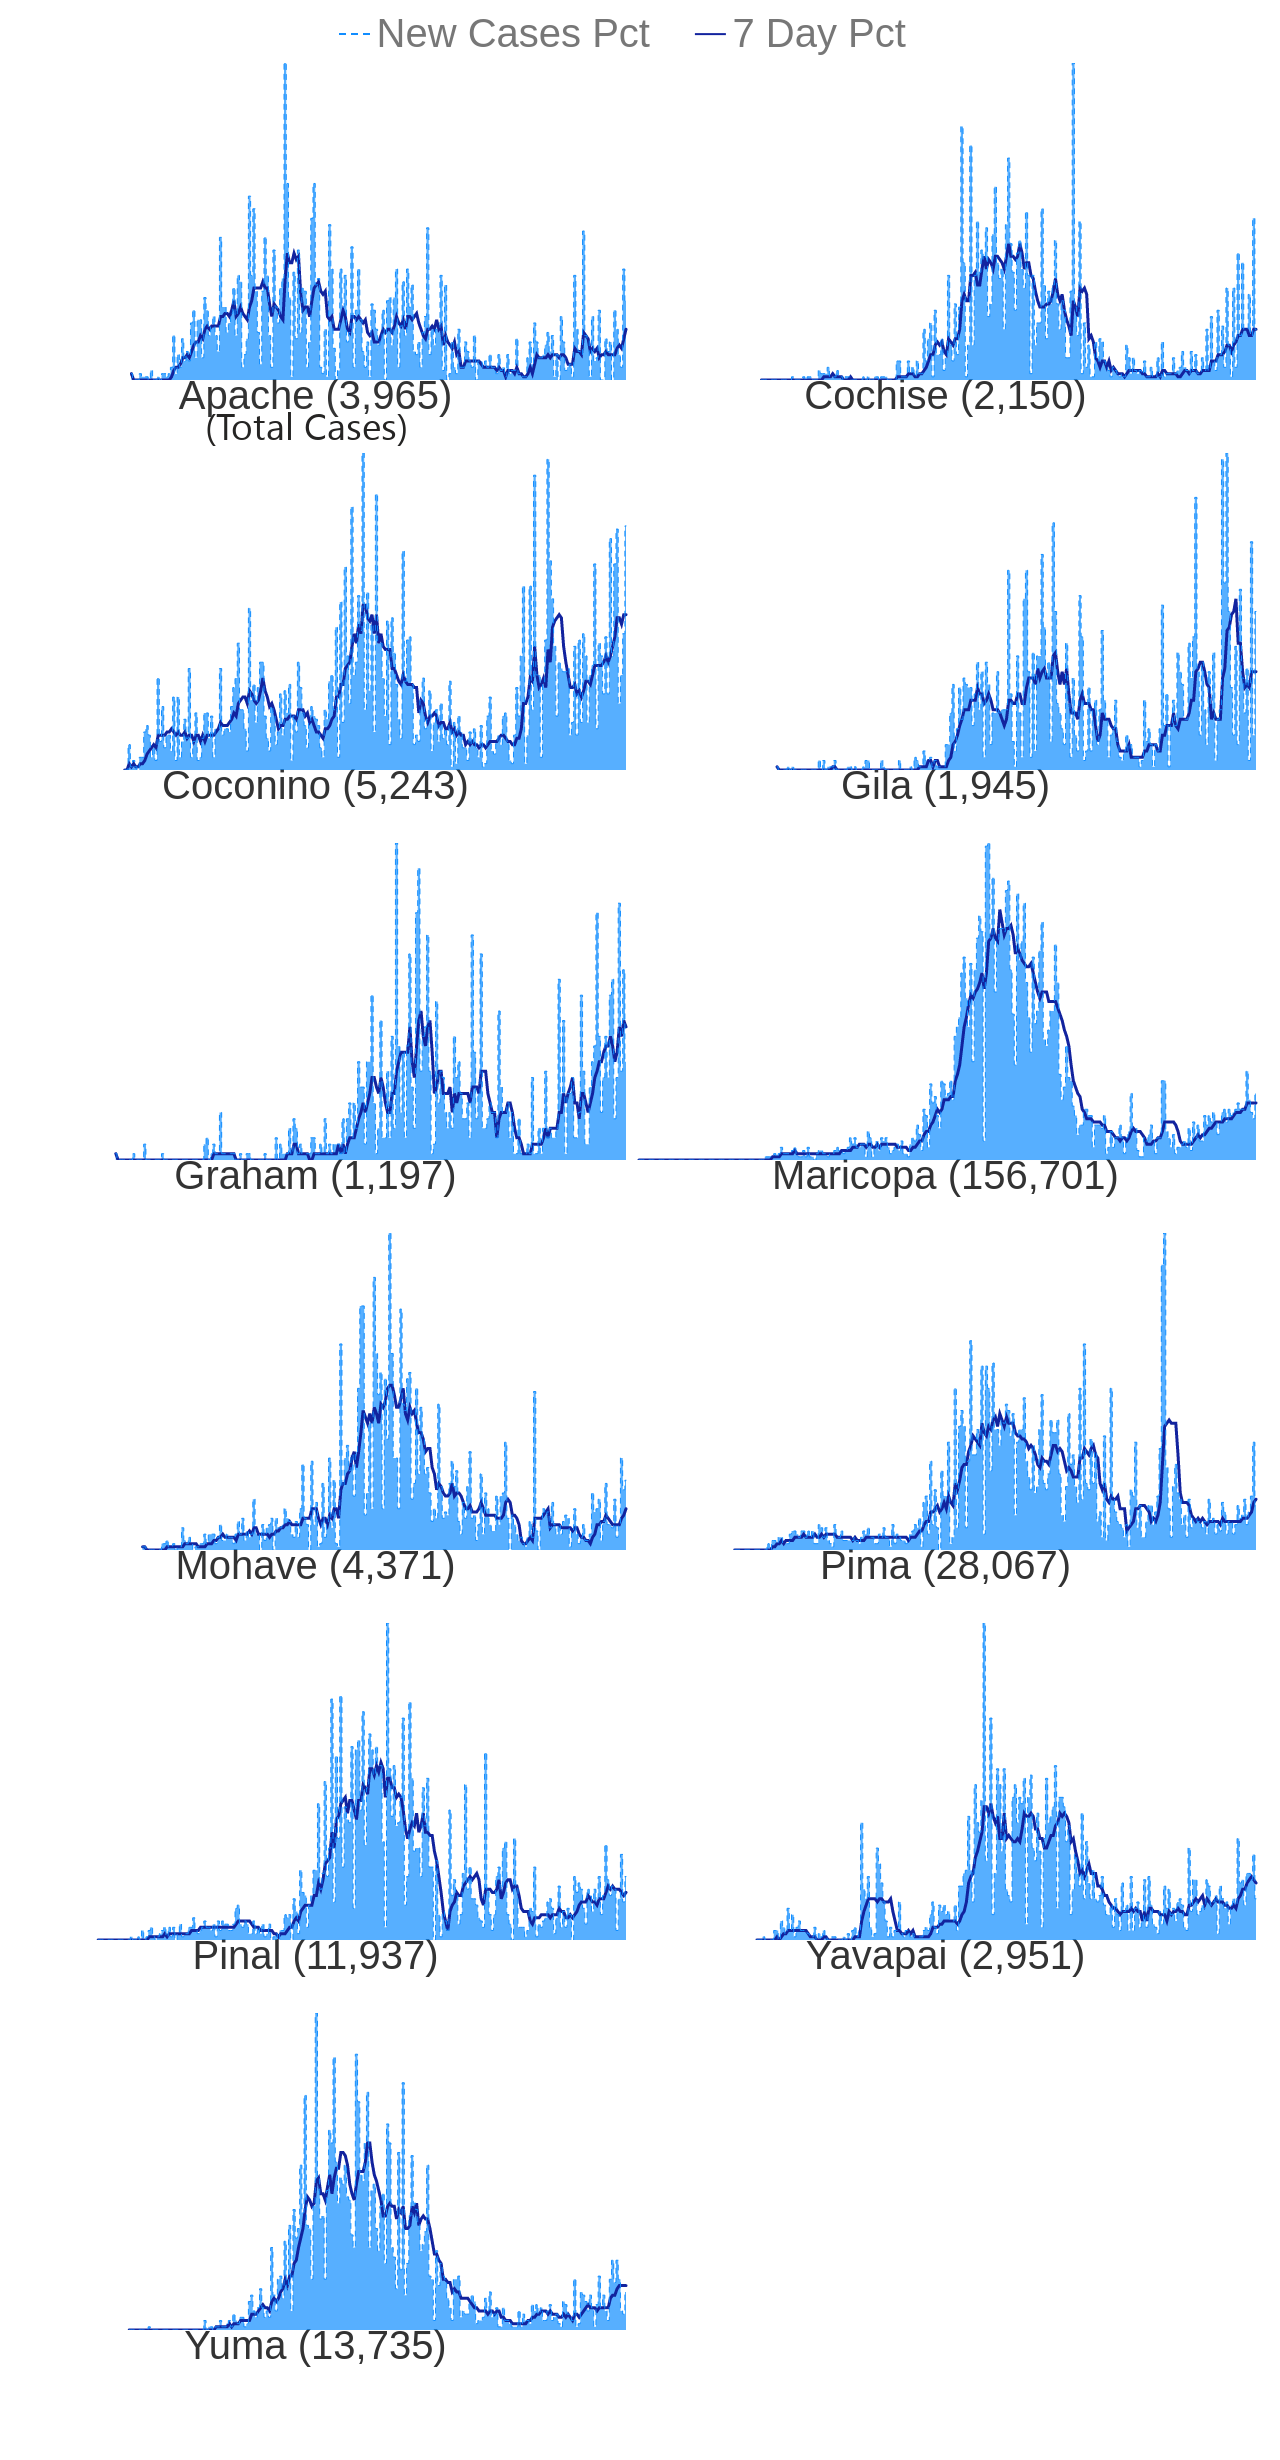 New Cases Pct 7 Day Pct
Apache (3,965) Cochise (2,150)
(Total Cases)
Coconino (5,243) Gila (1,945)
Graham (1,197) Maricopa (156,701)
Mohave (4,371) Pima (28,067)
Pinal (11,937) Yavapai (2,951)
Yuma (13,735)